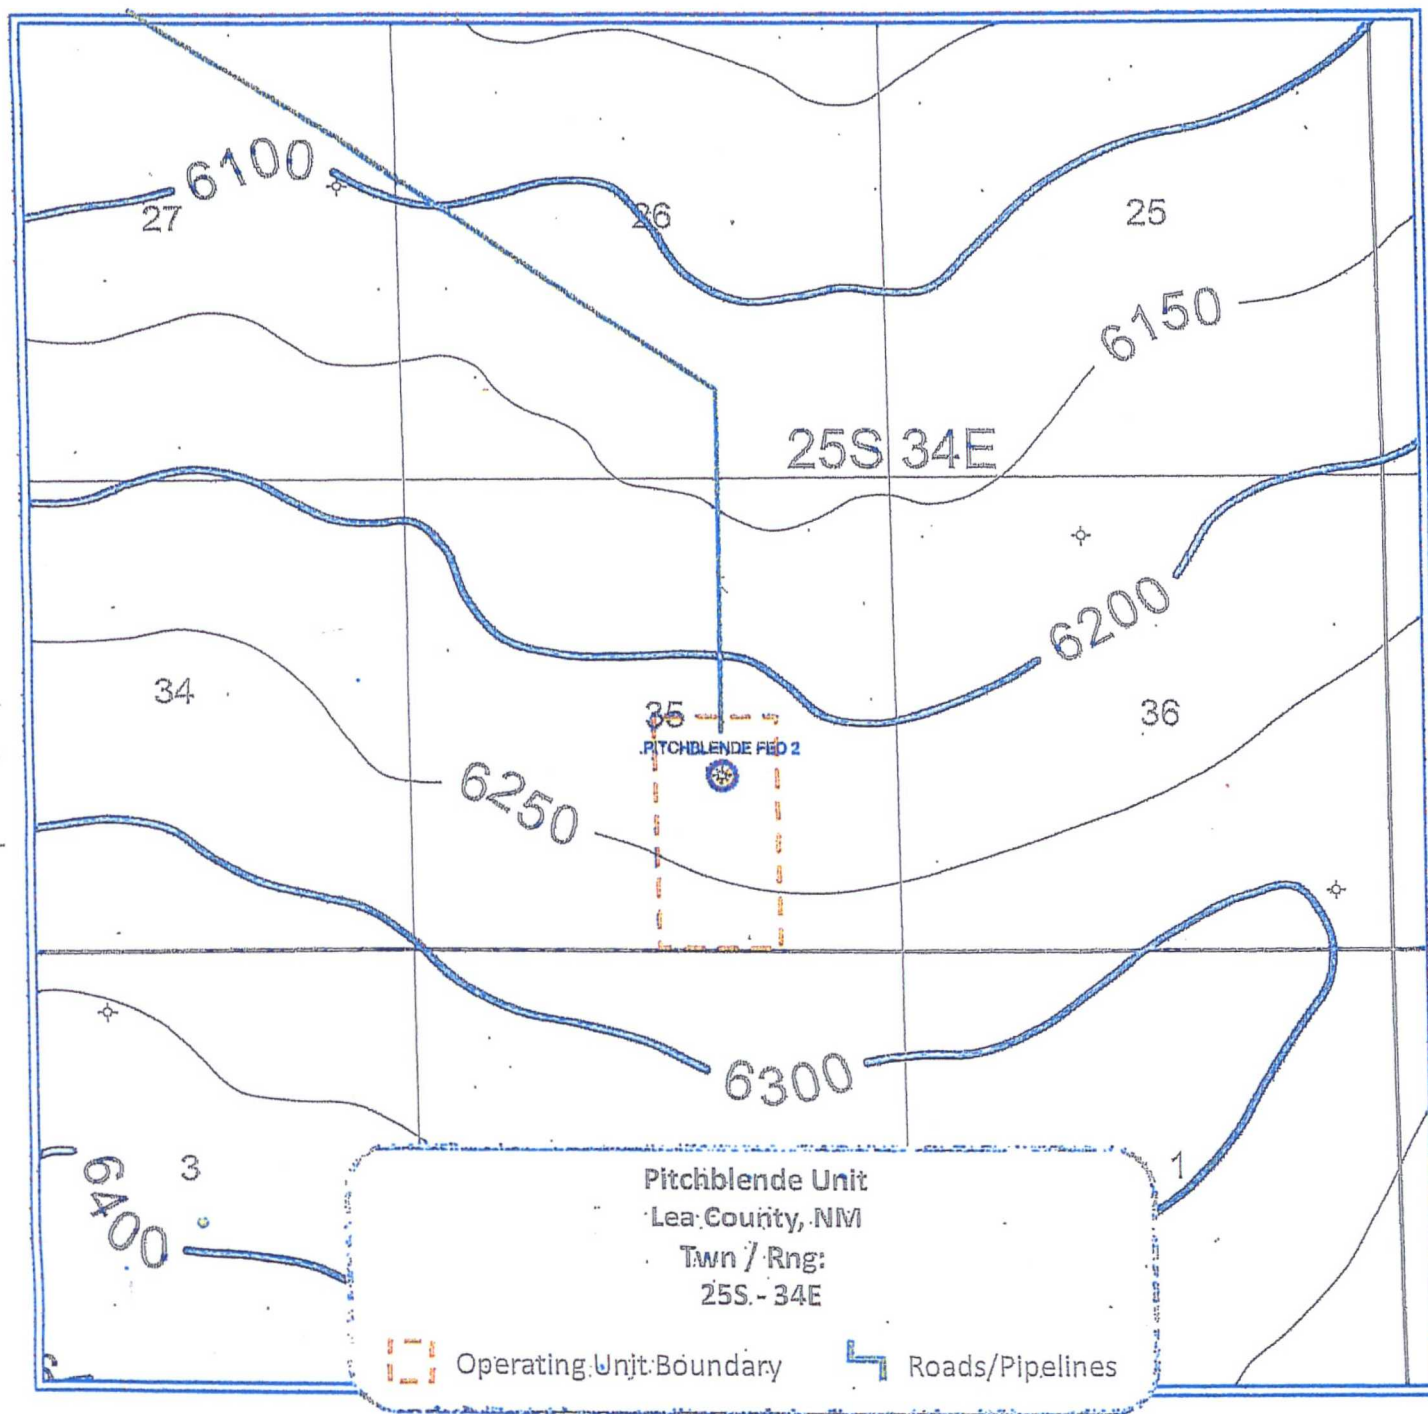 6100
27
26
25
6150
25S 34E
6200
34
35
36
PITCHBLENDE FED 2
6250
6300
3
1
6400
Pitchblende Unit
Lea County, NM
Twn / Rng:
25S - 34E
Operating Unit Boundary
Roads/Pipelines